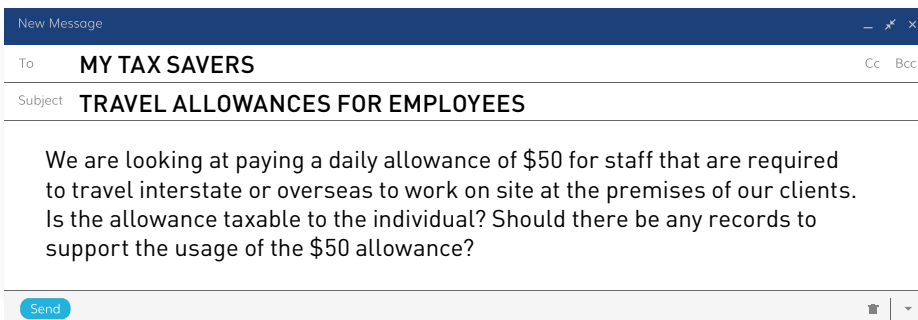 New Message
To MY TAX SAVERS Cc Bcc
Subject TRAVEL ALLOWANCES FOR EMPLOYEES
We are looking at paying a daily allowance of $50 for staff that are required
to travel interstate or overseas to work on site at the premises of our clients.
Is the allowance taxable to the individual? Should there be any records to
support the usage of the $50 allowance?
Send